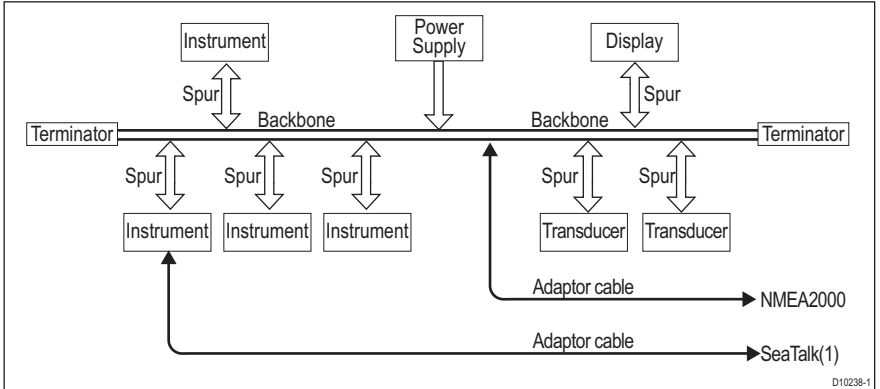 Instrument
Power
Supply
Display
Spur
Spur
Backbone
Backbone
Terminator
Terminator
Spur
Spur
Spur
Spur
Spur
Instrument
Instrument
Instrument
Transducer
Transducer
Adaptor cable
NMEA2000
Adaptor cable
SeaTalk(1)
D10238-1